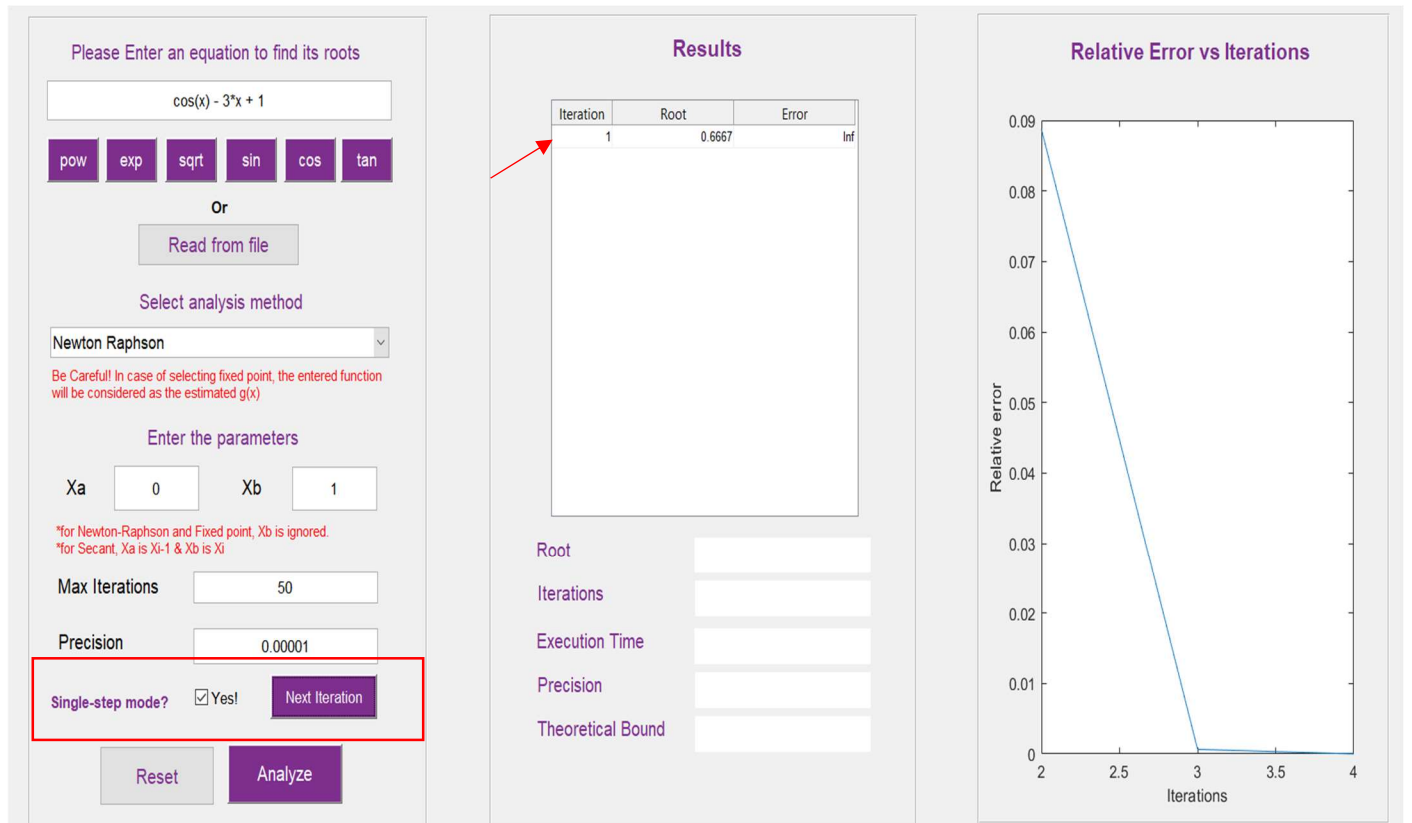 Please Enter an equation to find its roots
cos(x) - 3*x + 1
pow exp sqrt sin cos tan
Or
Read from file
Select analysis method
Newton Raphson
Be Careful! In case of selecting fixed point, the entered function
will be considered as the estimated g(x)
Enter the parameters
Xa 0 Xb 1
*for Newton-Raphson and Fixed point, Xb is ignored.
*for Secant, Xa is Xi-1 & Xb is Xi
Max Iterations 50
Precision 0.00001
Single-step mode? Yes! Next Iteration
Reset Analyze
Results
Iteration Root Error
1 0.6667 Inf
Root
Iterations
Execution Time
Precision
Theoretical Bound
Relative Error vs Iterations
0.09
0.08
0.07
0.06
0.05
0.04
0.03
0.02
0.01
0
Relative error
2 2.5 3 3.5 4
Iterations